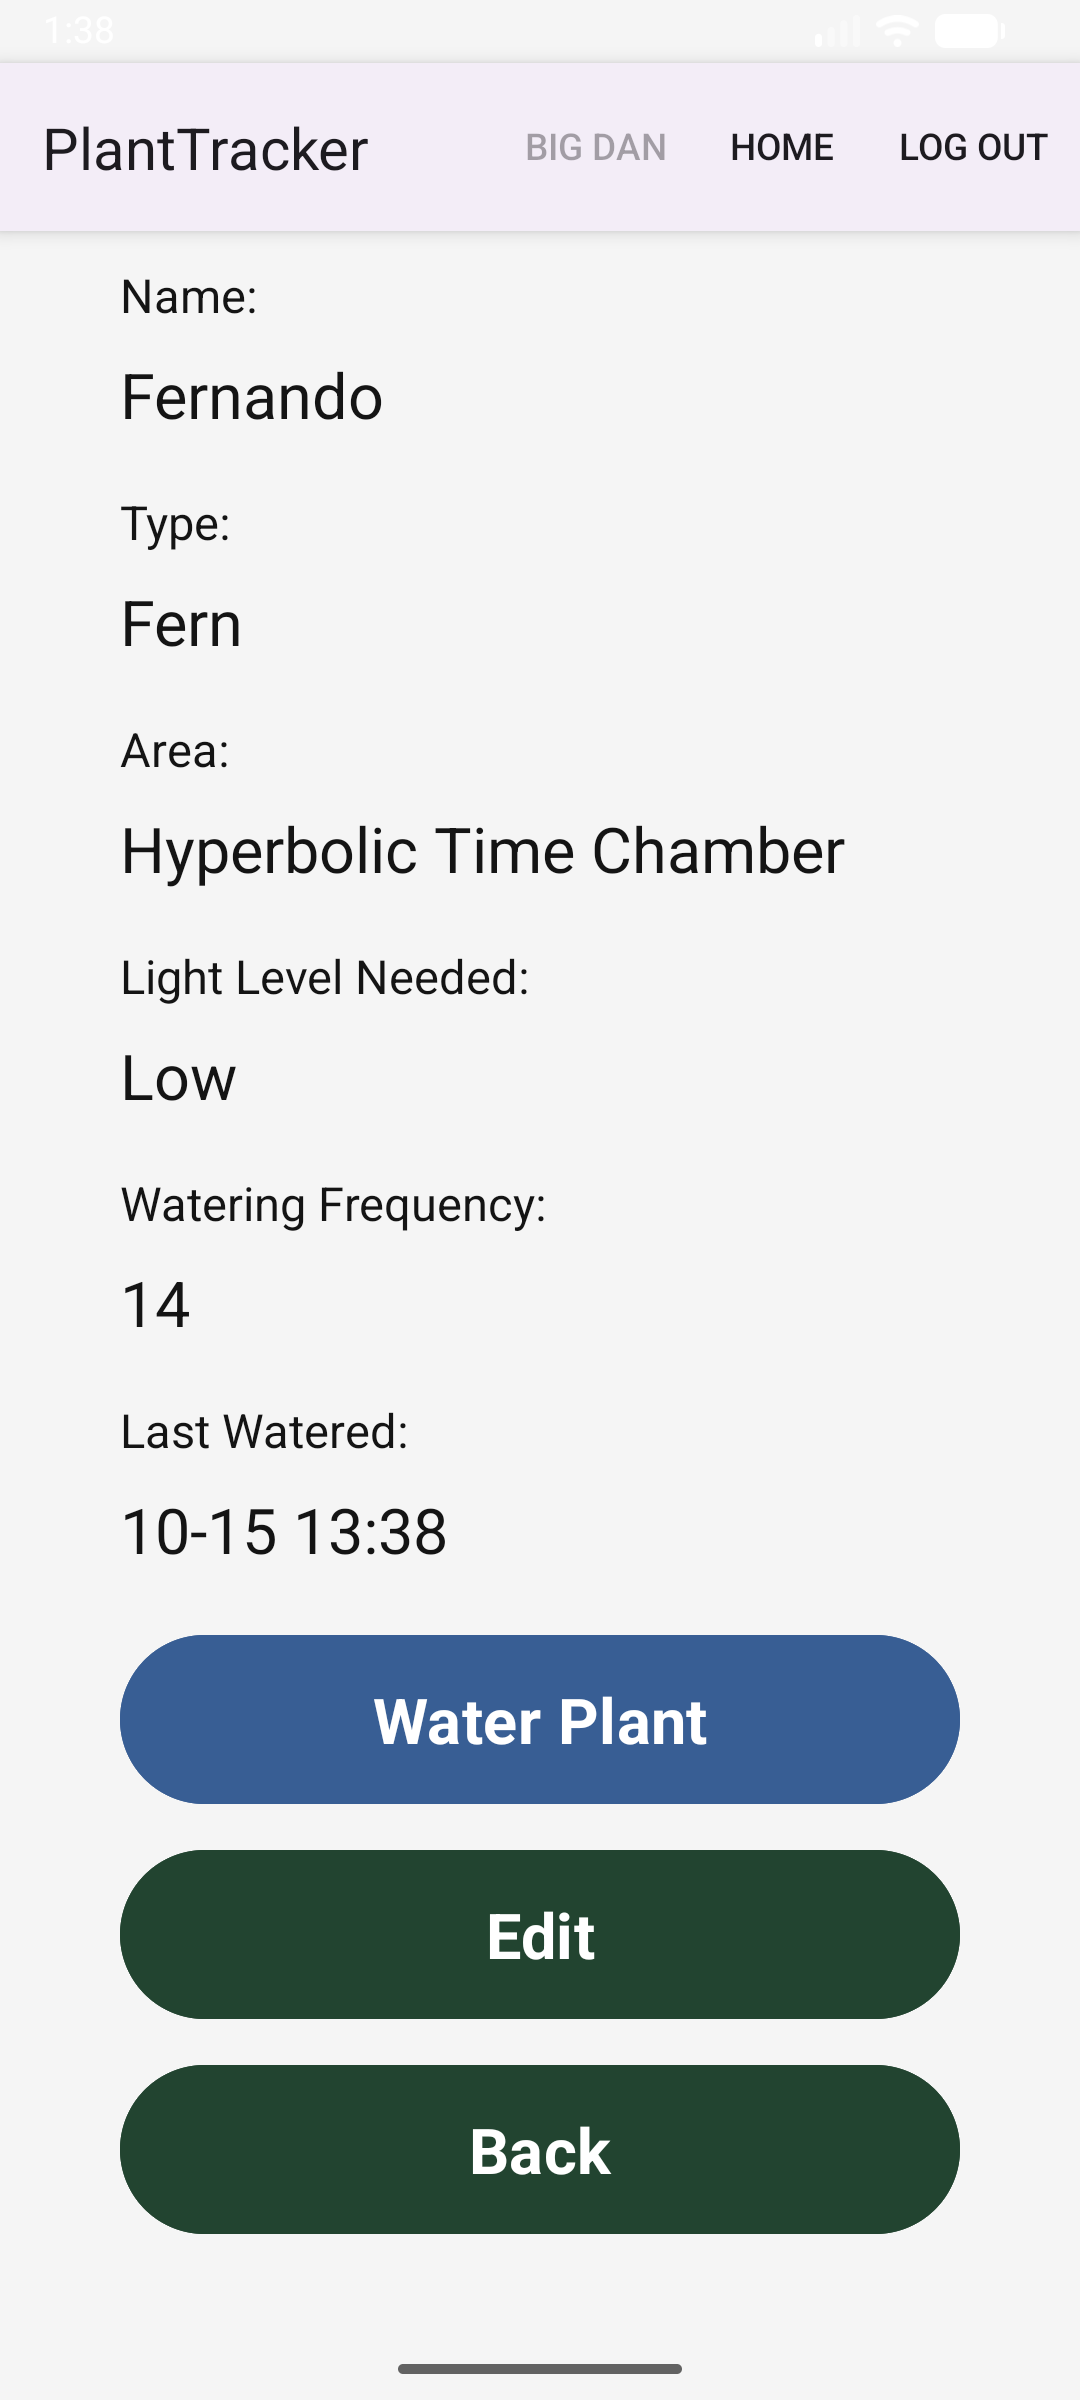 1:38
PlantTracker BIG DAN HOME LOG OUT
Name:
Fernando
Type:
Fern
Area:
Hyperbolic Time Chamber
Light Level Needed:
Low
Watering Frequency:
14
Last Watered:
10-15 13:38
Water Plant
Edit
Back